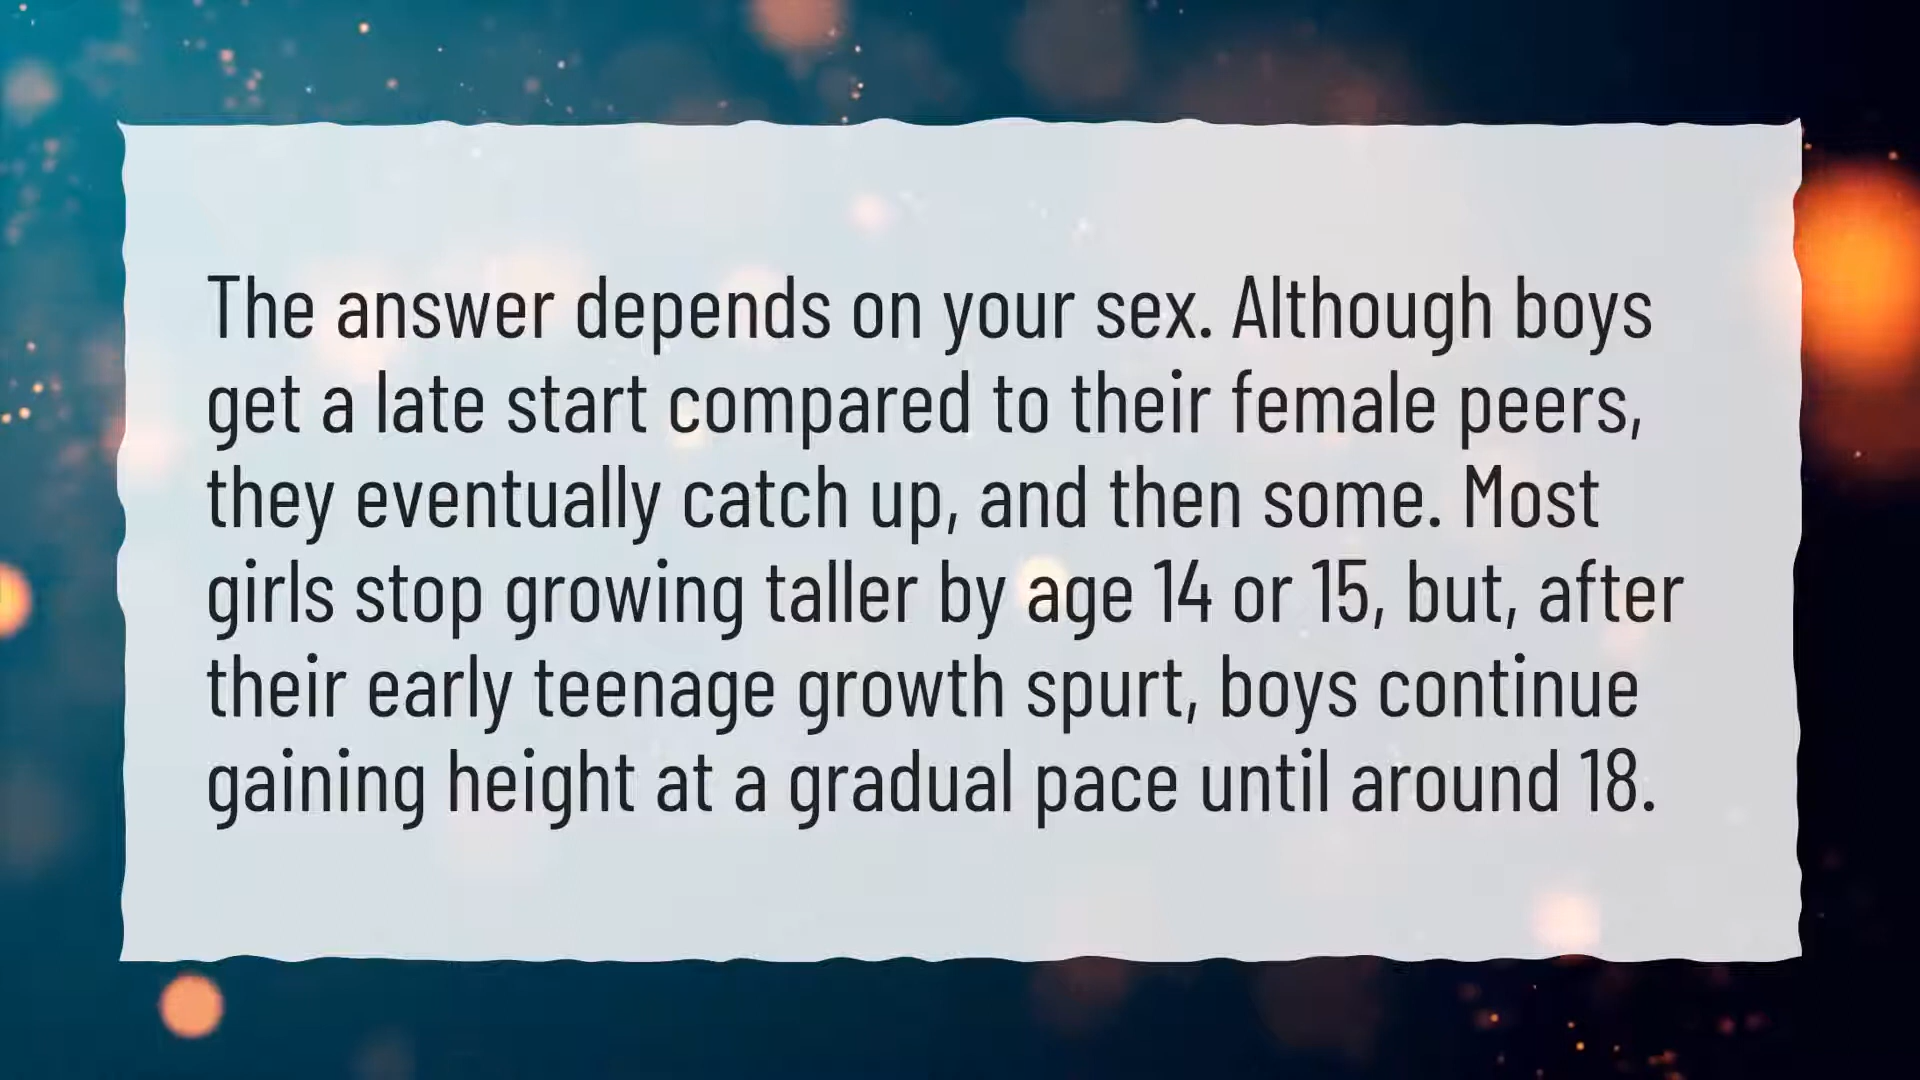 The answer depends on your sex. Although boys
get a late start compared to their female peers,
they eventually catch up, and then some. Most
girls stop growing taller by age 14 or 15, but, after
their early teenage growth spurt, boys continue
gaining height at a gradual pace until around 18.